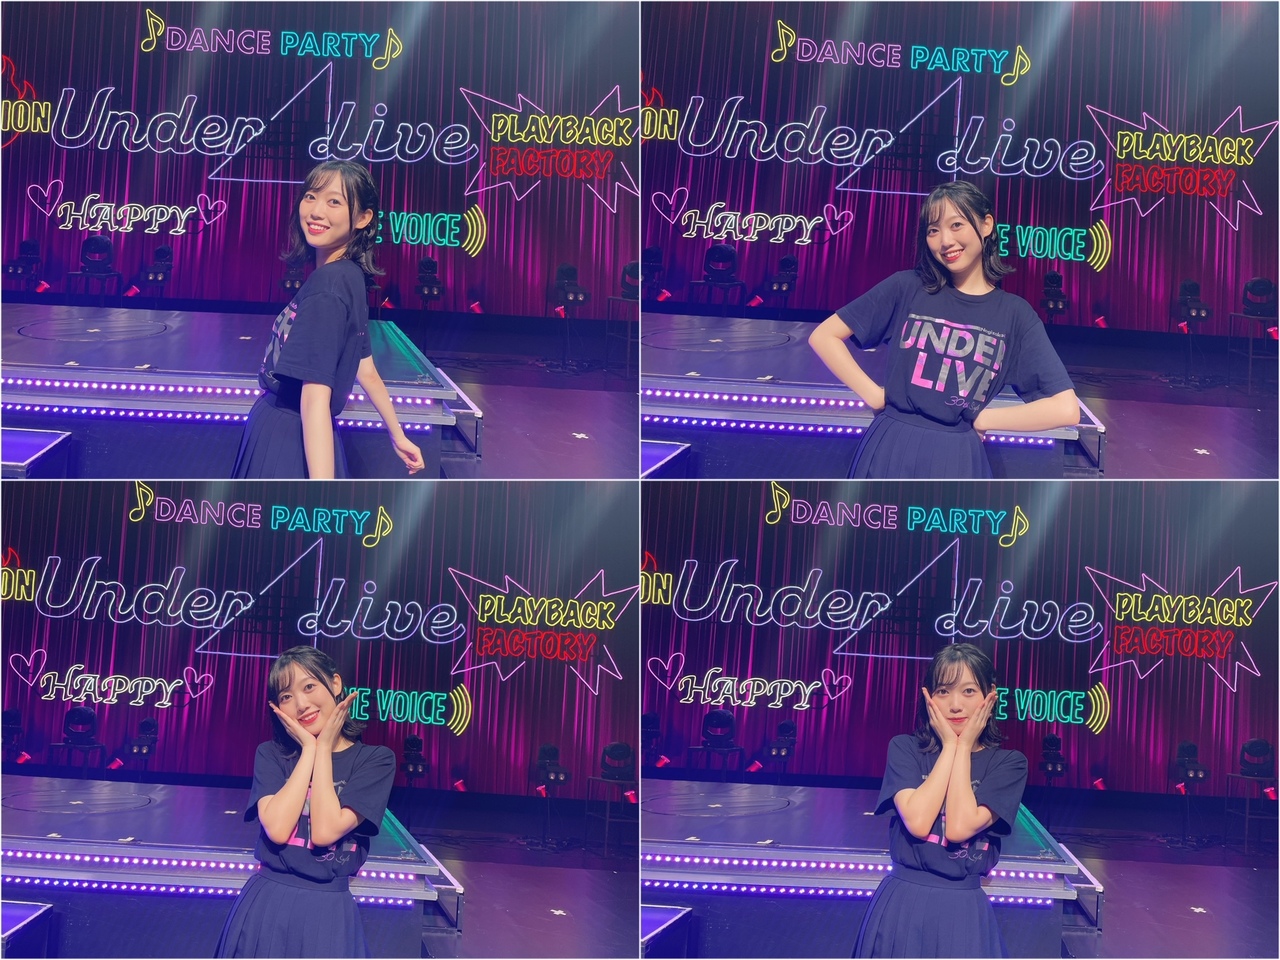 DANCE PARTY
ION Under Live
PLAYBACK
FACTORY
HAPPY
E VOICE
DANCE PARTY
ON Under Live
PLAYBACK
FACTORY
HAPPY
E VOICE
UNDER
LIVE
30th
DANCE PARTY
ON Under Live
PLAYBACK
FACTORY
HAPPY
NE VOICE
DANCE PARTY
ON Under Live
PLAYBACK
FACTORY
HAPPY
E VOICE